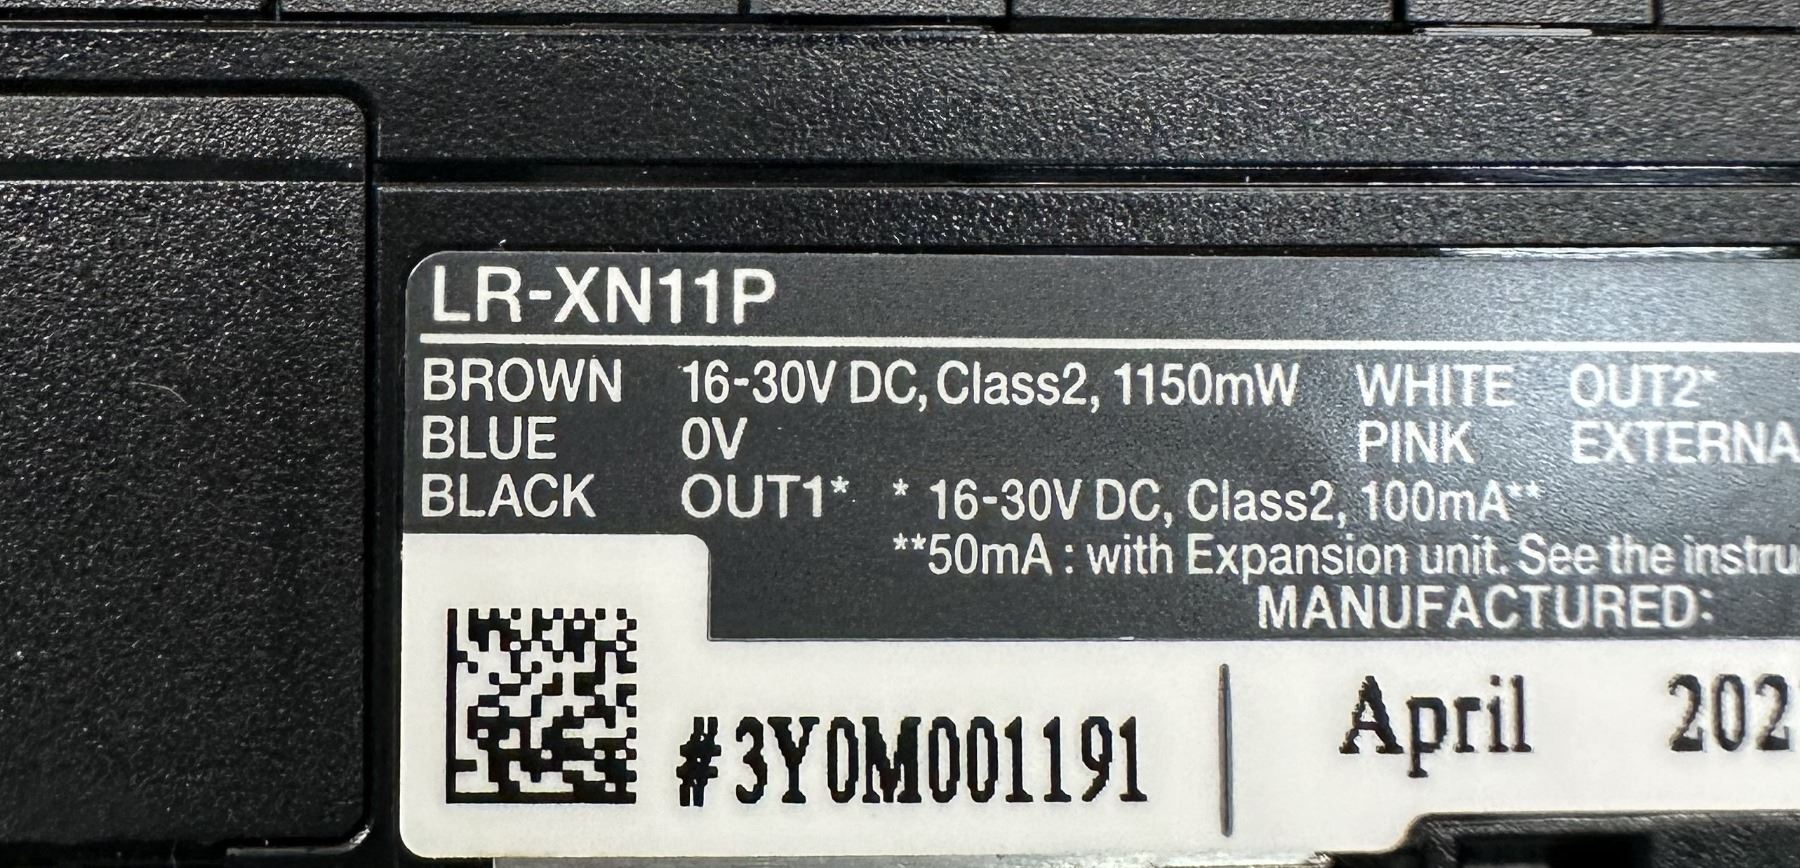 LR-XN11P
BROWN 16-30V DC, Class2, 1150mW WHITE OUT2*
BLUE 0V PINK
BLACK OUT1* * 16-30V DC, Class2, 100mA**
**50mA : with Expansion unit. See the
MANUFACTURED:
#3Y0M001191 April